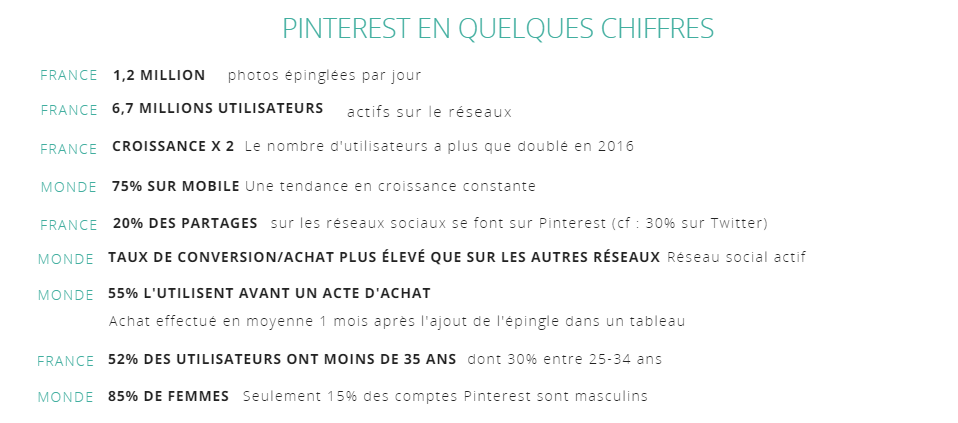 PINTEREST EN QUELQUES CHIFFRES
FRANCE 1,2 MILLION photos épinglées par jour
FRANCE 6,7 MILLIONS UTILISATEURS actifs sur le réseaux
FRANCE CROISSANCE X 2 Le nombre d'utilisateurs a plus que doublé en 2016
MONDE 75% SUR MOBILE Une tendance en croissance constante
FRANCE 20% DES PARTAGES sur les réseaux sociaux se font sur Pinterest (cf : 30% sur Twitter)
MONDE TAUX DE CONVERSION/ACHAT PLUS ÉLEVÉ QUE SUR LES AUTRES RÉSEAUX Réseau social actif
MONDE 55% L'UTILISENT AVANT UN ACTE D'ACHAT
Achat effectué en moyenne 1 mois après l'ajout de l'épingle dans un tableau
FRANCE 52% DES UTILISATEURS ONT MOINS DE 35 ANS dont 30% entre 25-34 ans
MONDE 85% DE FEMMES Seulement 15% des comptes Pinterest sont masculins